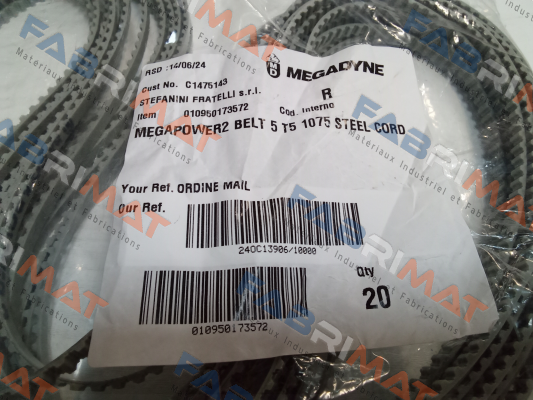 MEGADYNE
RSD :14/06/24
Cust No. C1475143
R
STEFANINI FRATELLI s.r.l.
Item 010950173572 Cod. Interno
MEGAPOWER2 BELT 5 T5 1075 STEEL CORD
Your Ref. ORDINE MAIL
Our Ref.
240C13906/10000
Qty
20
010950173572
FABRIMAT
Materiaux Industriel et Fabrications